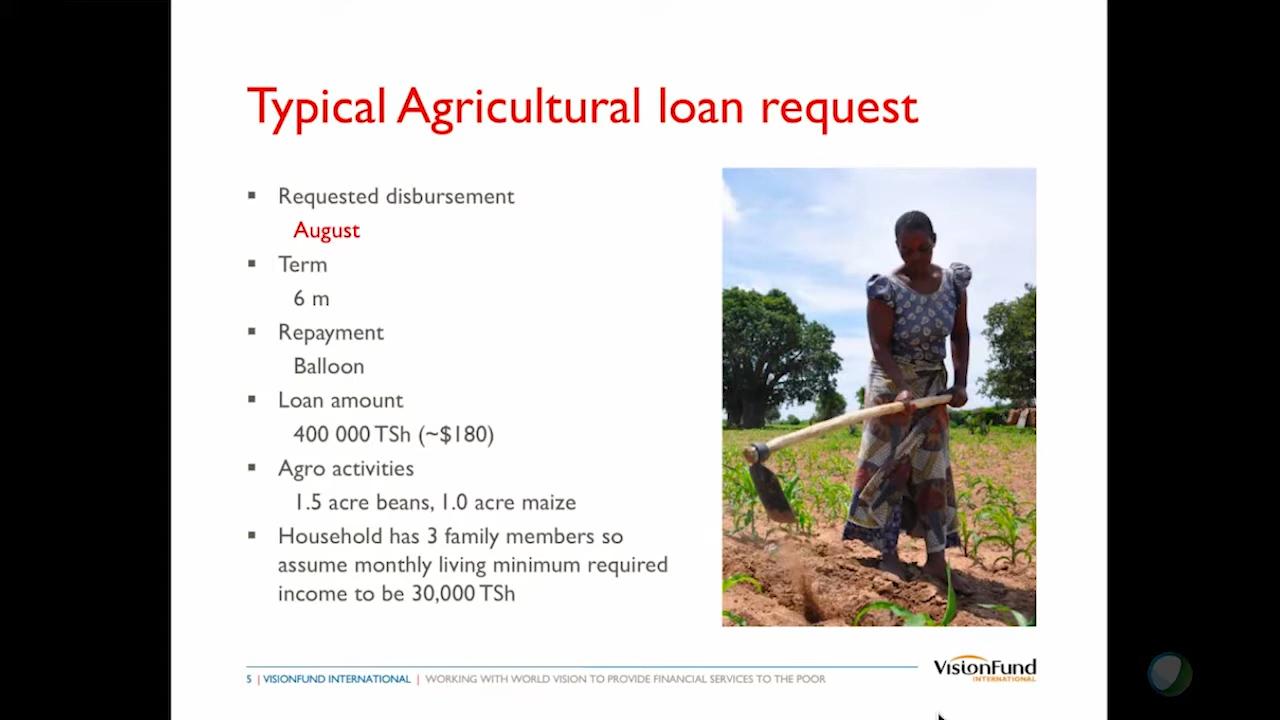 Typical Agricultural loan request
▪ Requested disbursement
August
▪ Term
6 m
▪ Repayment
Balloon
▪ Loan amount
400 000 TSh (~$180)
▪ Agro activities
1.5 acre beans, 1.0 acre maize
▪ Household has 3 family members so
assume monthly living minimum required
income to be 30,000 TSh
5 | VISIONFUND INTERNATIONAL | WORKING WITH WORLD VISION TO PROVIDE FINANCIAL SERVICES TO THE POOR
VisionFund
INTERNATIONAL